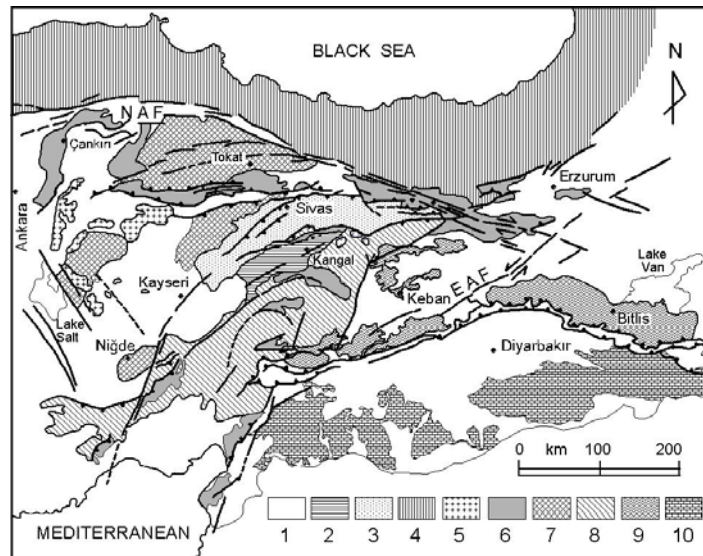 BLACK SEA
N
NAF
Çankırı
Tokat
Erzurum
Ankara
Sivas
Kangal
Lake
Van
Kayseri
Keban
EAF
Bitlis
Lake
Salt
Niğde
Diyarbakır
0 km 100 200
MEDITERRANEAN
1 2 3 4 5 6 7 8 9 10